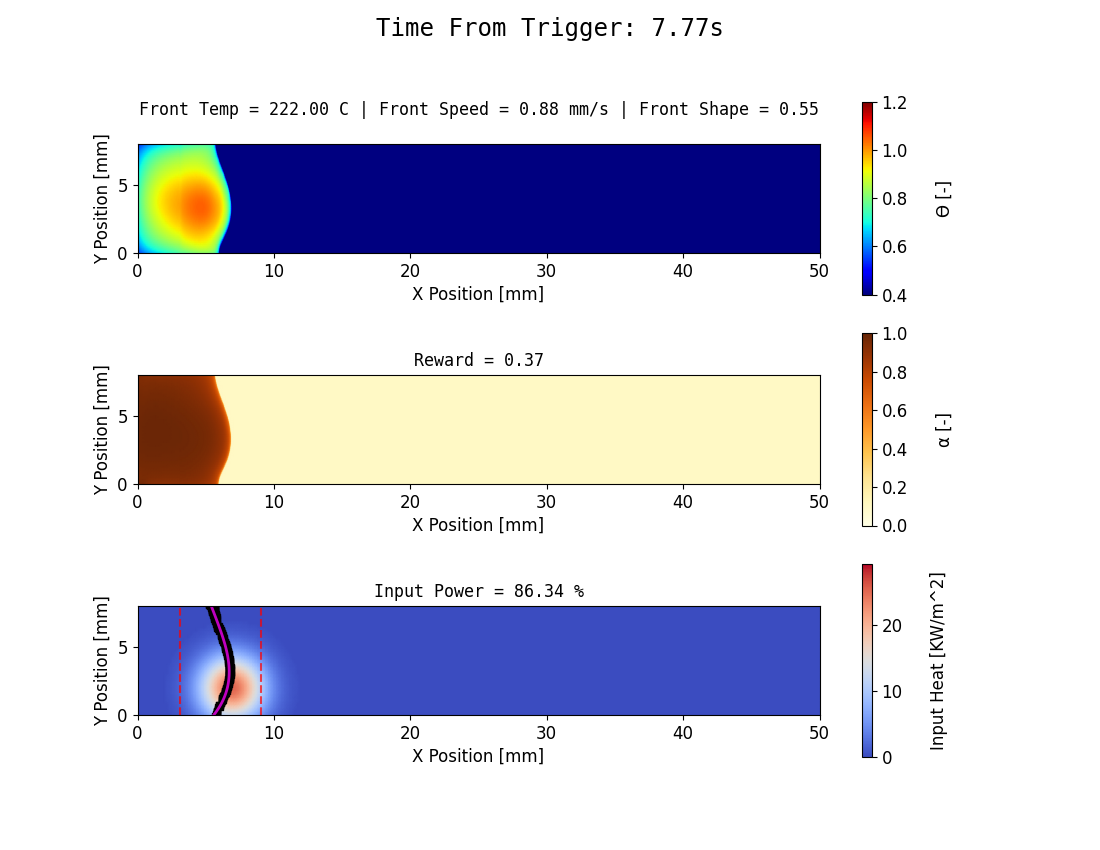 Time From Trigger: 7.77s
Front Temp = 222.00 C | Front Speed = 0.88 mm/s | Front Shape = 0.55
Y Position [mm]
5
0
0 10 20 30 40 50
X Position [mm]
1.2
1.0
0.8
0.6
0.4
Θ [-]
Reward = 0.37
Y Position [mm]
5
0
0 10 20 30 40 50
X Position [mm]
1.0
0.8
0.6
0.4
0.2
0.0
α [-]
Input Power = 86.34 %
Y Position [mm]
5
0
0 10 20 30 40 50
X Position [mm]
20
10
0
Input Heat [KW/m^2]